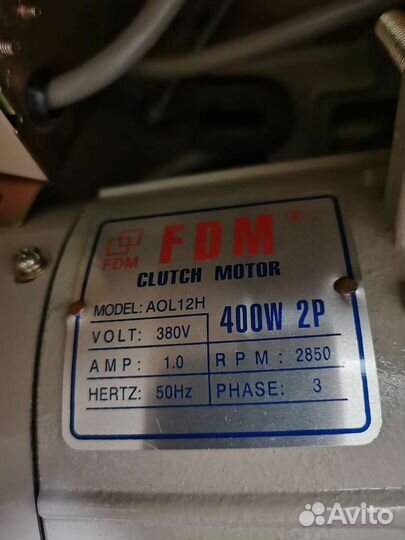 FDM
FDM
CLUTCH MOTOR
MODEL: AOL12H
400W 2P
VOLT: 380V
AMP: 1.0
RPM: 2850
HERTZ: 50Hz
PHASE: 3
Avito